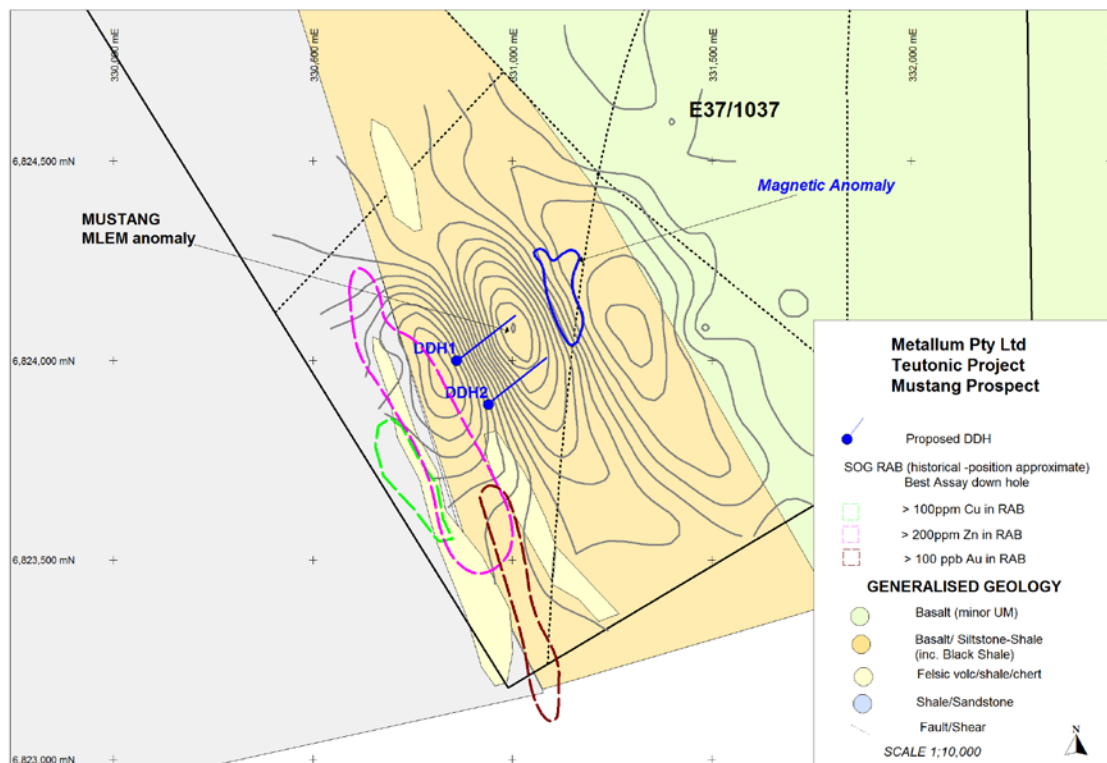 330,000 mE
330,500 mE
331,000 mE
331,500 mE
332,000 mE
E37/1037
6,824,500 mN
Magnetic Anomaly
MUSTANG
MLEM anomaly
DDH1
6,824,000 mN
DDH2
6,823,500 mN
6,823,000 mN
Metallum Pty Ltd
Teutonic Project
Mustang Prospect
Proposed DDH
SOG RAB (historical -position approximate)
Best Assay down hole
> 100ppm Cu in RAB
> 200ppm Zn in RAB
> 100 ppb Au in RAB
GENERALISED GEOLOGY
Basalt (minor UM)
Basalt/ Siltstone-Shale
(inc. Black Shale)
Felsic volc/shale/chert
Shale/Sandstone
Fault/Shear
SCALE 1;10,000
N